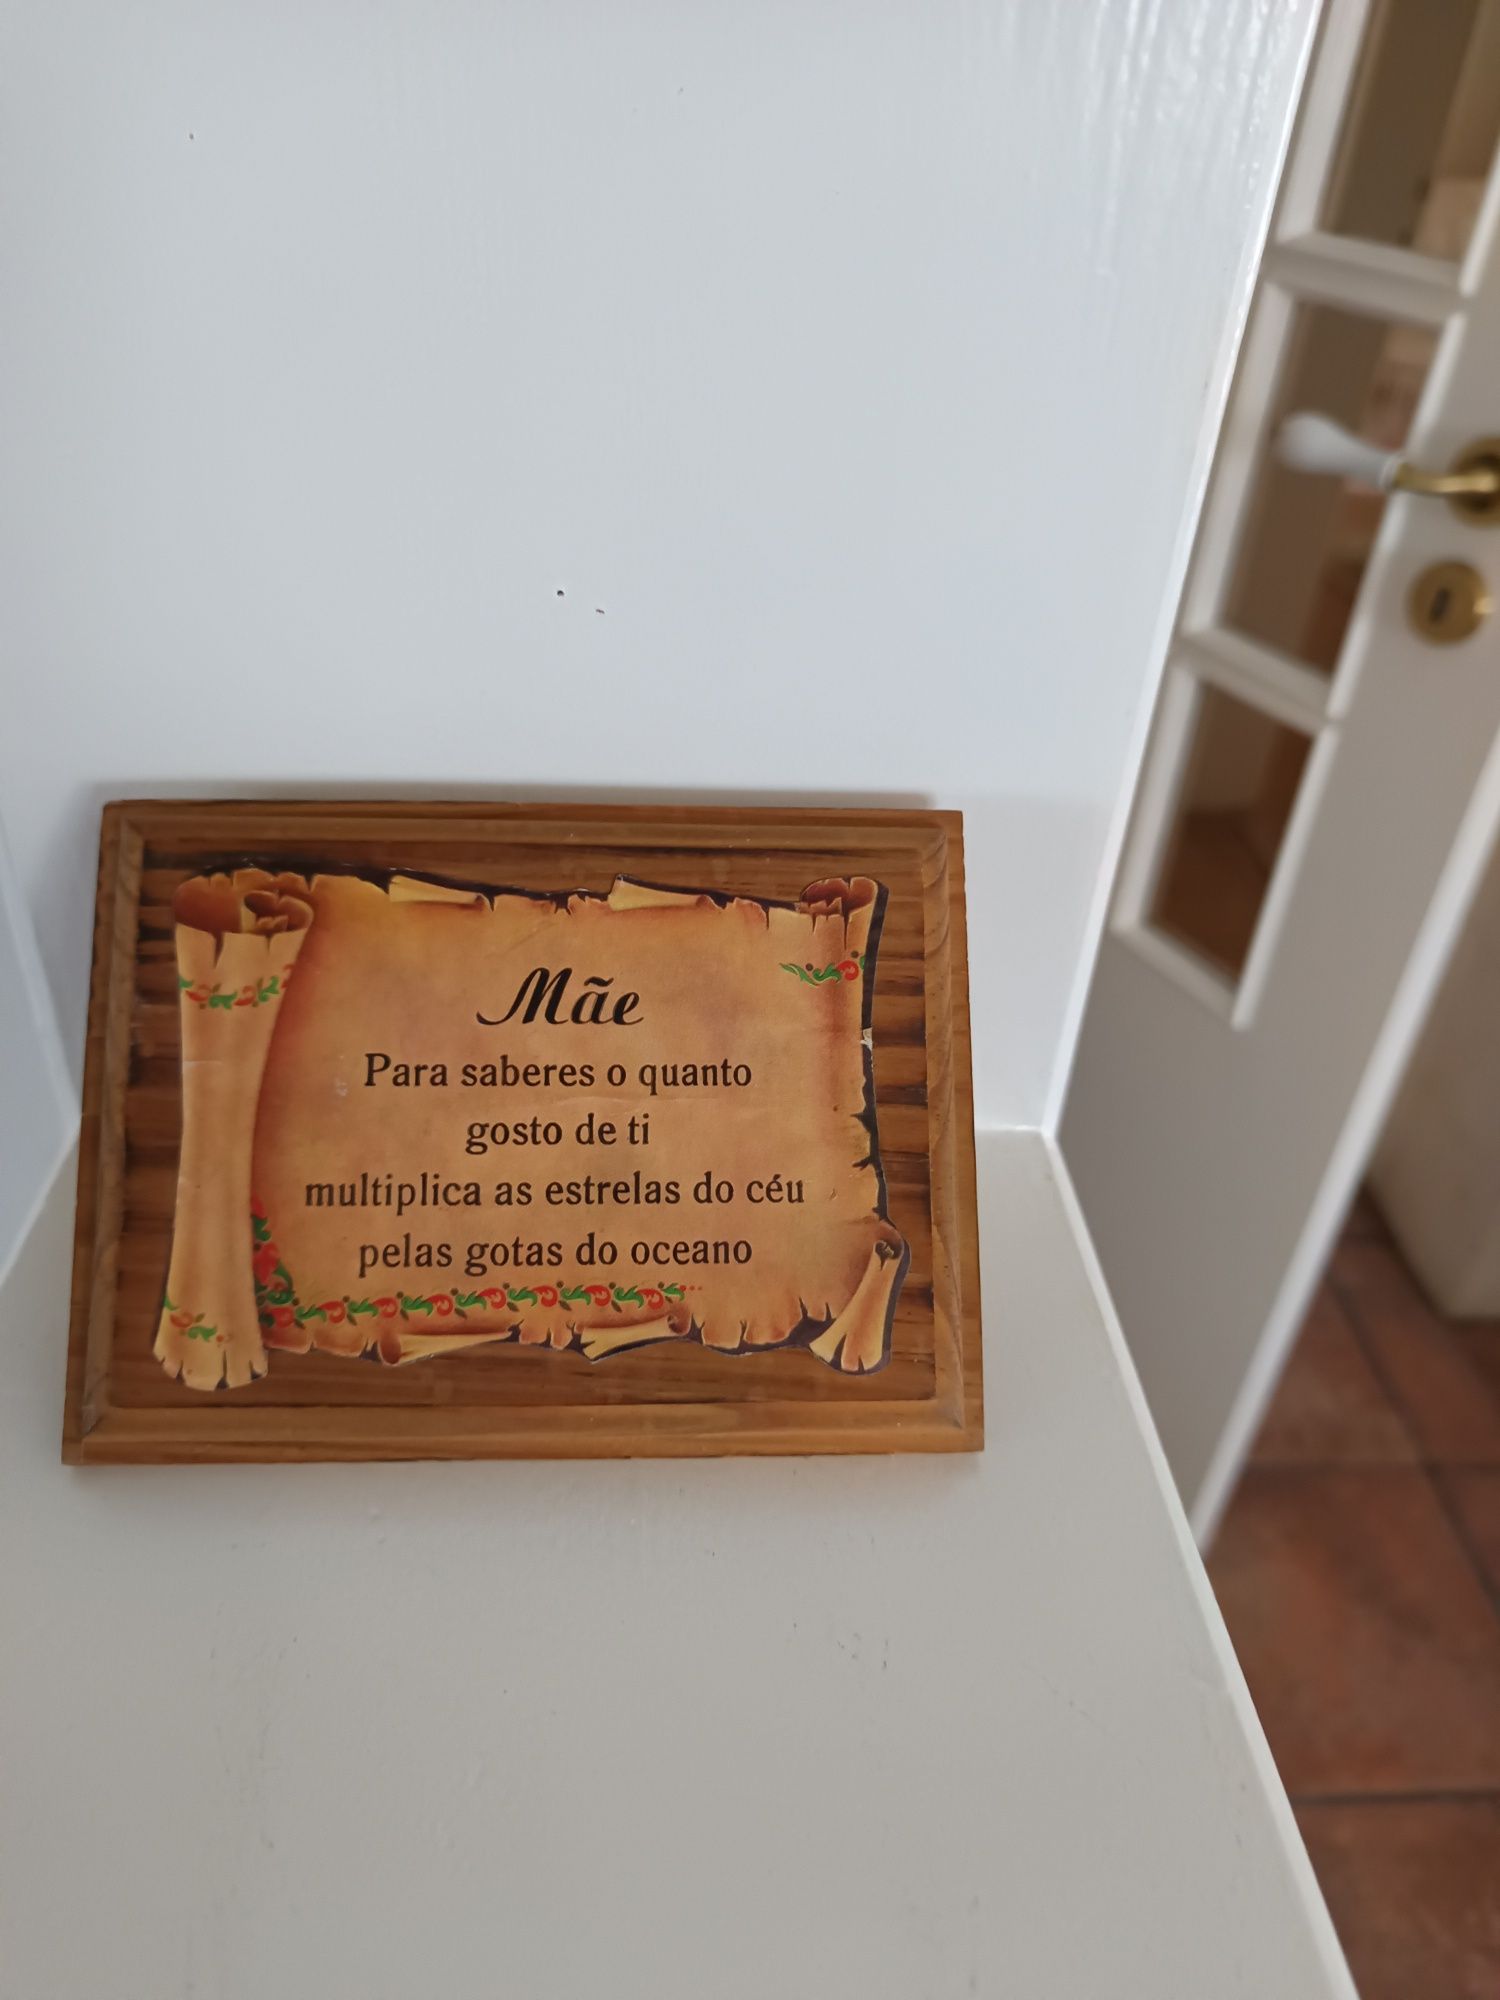 Mãe
Para saberes o quanto
gosto de ti
multiplica as estrelas do céu
pelas gotas do oceano